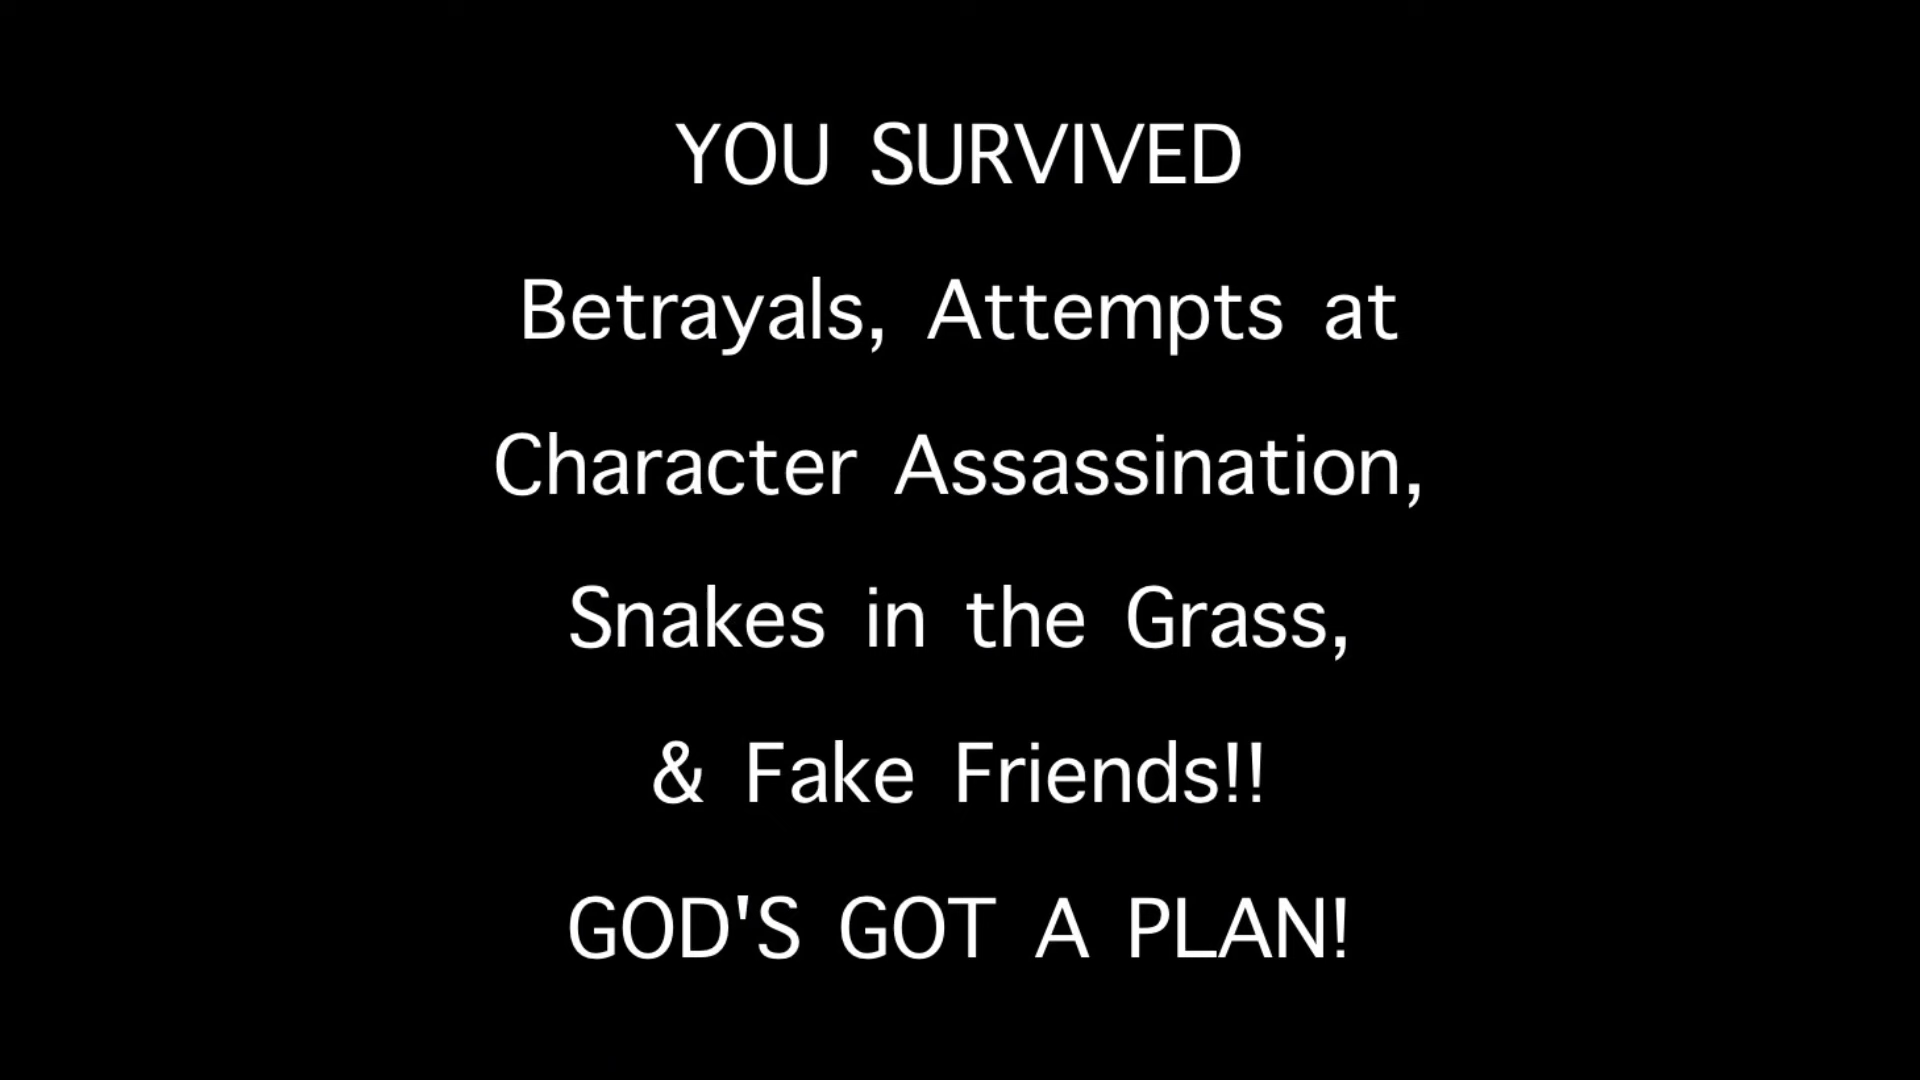 YOU SURVIVED
Betrayals, Attempts at
Character Assassination,
Snakes in the Grass,
& Fake Friends!!
GOD'S GOT A PLAN!